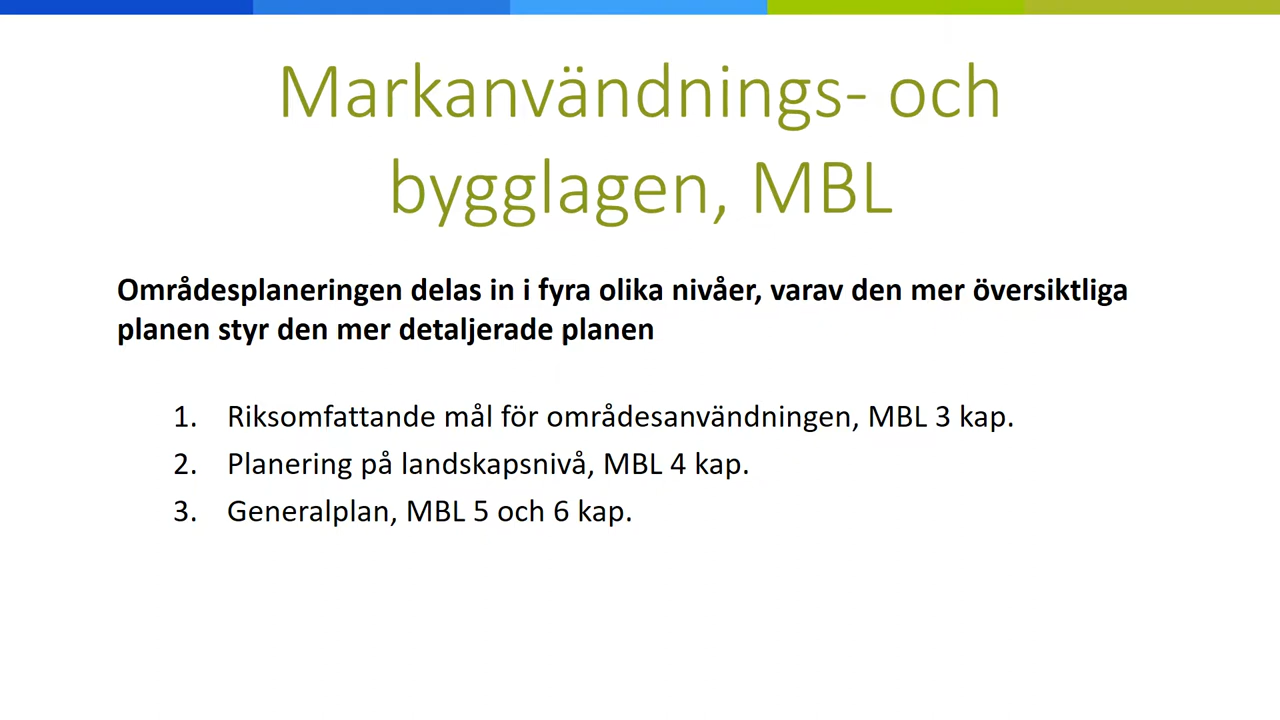 Markanvändnings- och
bygglagen, MBL
Områdesplaneringen delas in i fyra olika nivåer, varav den mer översiktliga
planen styr den mer detaljerade planen
1. Riksomfattande mål för områdesanvändningen, MBL 3 kap.
2. Planering på landskapsnivå, MBL 4 kap.
3. Generalplan, MBL 5 och 6 kap.